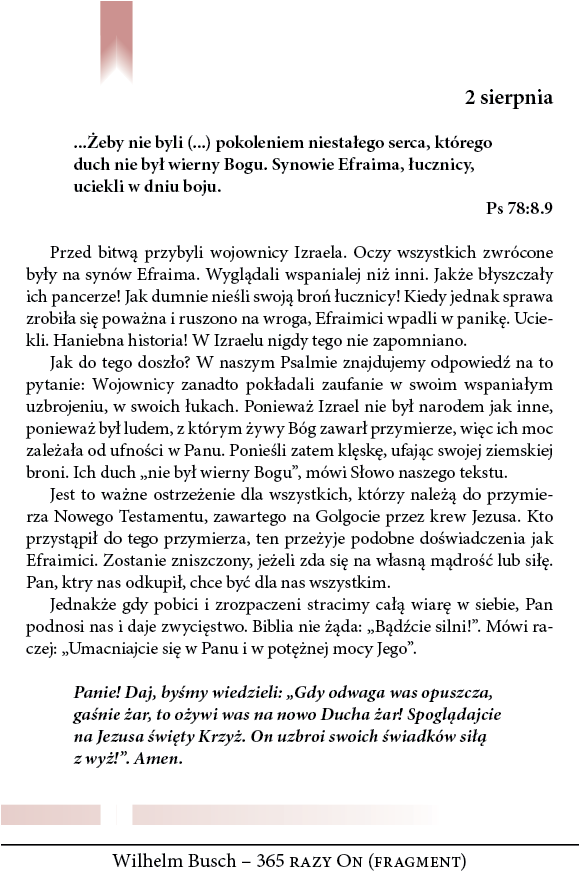 2 sierpnia
...Żeby nie byli (...) pokoleniem niestałego serca, którego
duch nie był wierny Bogu. Synowie Efraima, łucznicy,
uciekli w dniu boju.
Ps 78:8.9
Przed bitwą przybyli wojownicy Izraela. Oczy wszystkich zwrócone
były na synów Efraima. Wyglądali wspanialej niż inni. Jakże błyszczały
ich pancerze! Jak dumnie nieśli swoją broń łucznicy! Kiedy jednak sprawa
zrobiła się poważna i ruszono na wroga, Efraimici wpadli w panikę. Ucie-
kli. Haniebna historia! W Izraelu nigdy tego nie zapomniano.
Jak do tego doszło? W naszym Psalmie znajdujemy odpowiedź na to
pytanie: Wojownicy zanadto pokładali zaufanie w swoim wspaniałym
uzbrojeniu, w swoich łukach. Ponieważ Izrael nie był narodem jak inne,
ponieważ był ludem, z którym żywy Bóg zawarł przymierze, więc ich moc
zależała od ufności w Panu. Ponieśli zatem klęskę, ufając swojej ziemskiej
broni. Ich duch „nie był wierny Bogu”, mówi Słowo naszego tekstu.
Jest to ważne ostrzeżenie dla wszystkich, którzy należą do przymie-
rza Nowego Testamentu, zawartego na Golgocie przez krew Jezusa. Kto
przystąpił do tego przymierza, ten przeżyje podobne doświadczenia jak
Efraimici. Zostanie zniszczony, jeżeli zda się na własną mądrość lub siłę.
Pan, ktry nas odkupił, chce być dla nas wszystkim.
Jednakże gdy pobici i zrozpaczeni stracimy całą wiarę w siebie, Pan
podnosi nas i daje zwycięstwo. Biblia nie żąda: „Bądźcie silni!”. Mówi ra-
czej: „Umacniajcie się w Panu i w potężnej mocy Jego”.
Panie! Daj, byśmy wiedzieli: „Gdy odwaga was opuszcza,
gaśnie żar, to ożywi was na nowo Ducha żar! Spoglądajcie
na Jezusa święty Krzyż. On uzbroi swoich świadków siłą
z wyż!”. Amen.
Wilhelm Busch – 365 razy On (fragment)